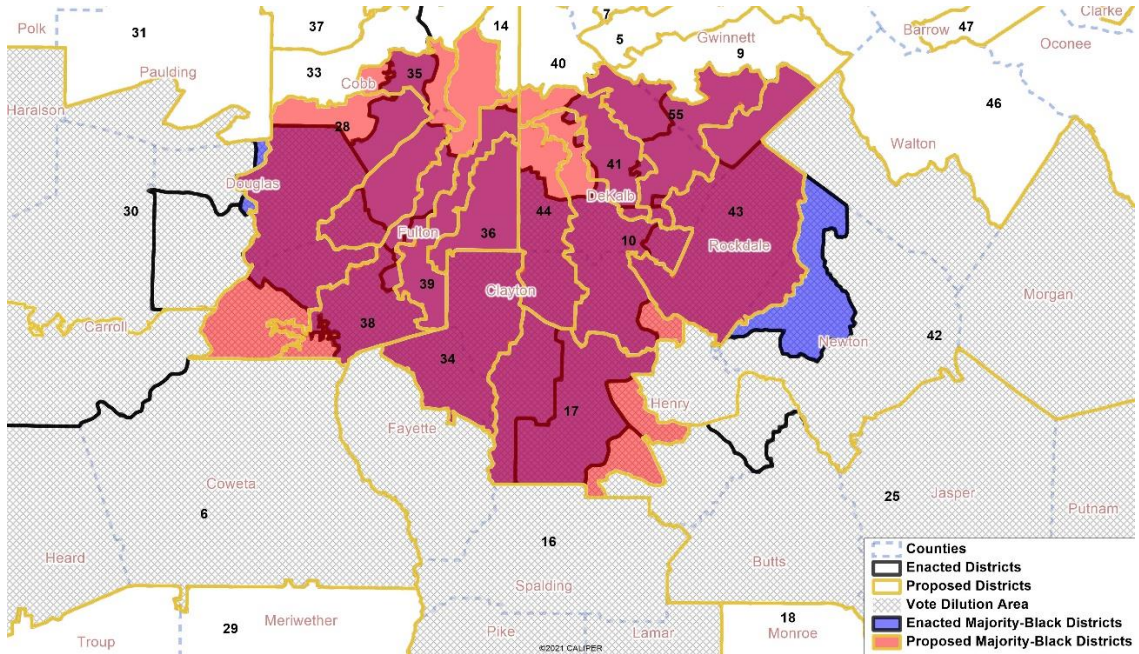 Polk
31
37
14
7
5
Gwinnett
9
Barrow
47
Clarke
Oconee
Paulding
33
Cobb
35
40
Haralson
28
55
46
Walton
Douglas
41
DeKalb
30
44
43
Fulton
36
10
Rockdale
39
Clayton
Morgan
Carroll
38
34
Newton
42
17
Henry
Fayette
Coweta
6
25
Jasper
Putnam
16
Heard
Spalding
Butts
Meriwether
29
Troup
Pike
Lamar
18
Monroe
©2021 CALIPER
Counties
Enacted Districts
Proposed Districts
Vote Dilution Area
Enacted Majority-Black Districts
Proposed Majority-Black Districts